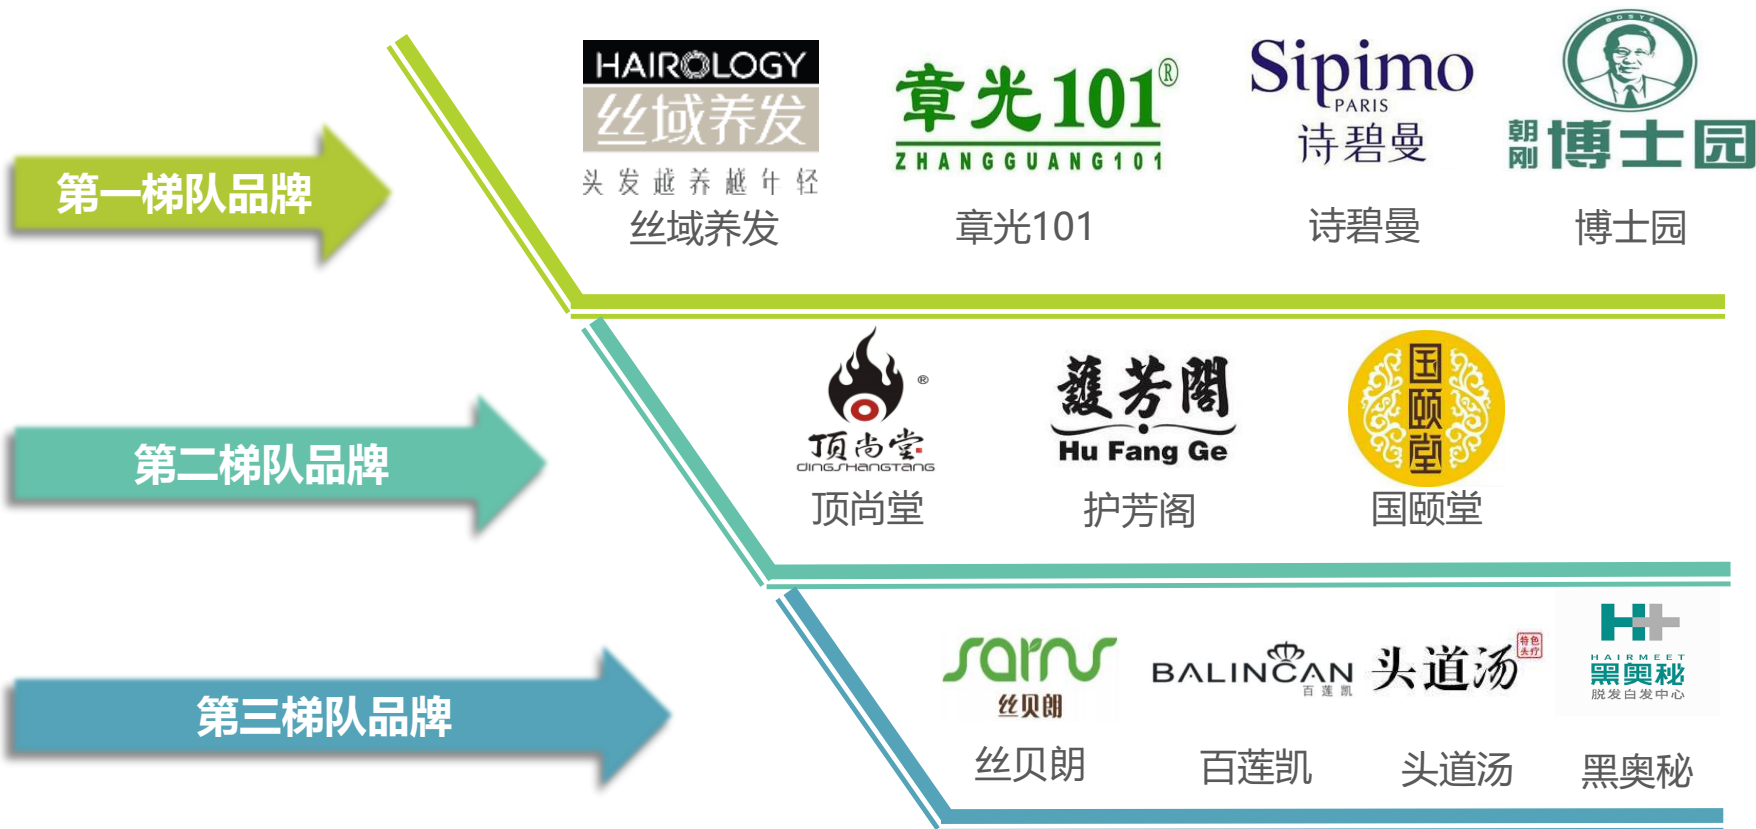 第一梯队品牌
HAIROLOGY
丝域养发
头发越养越年轻
丝域养发
章光101®
ZHANGGUANG101
章光101
Sipimo
PARIS
诗碧曼
诗碧曼
BOSYE
朝刚博士园
博士园
第二梯队品牌
®
顶尚堂
DINGSHANGTANG
顶尚堂
護芳閣
Hu Fang Ge
护芳阁
国颐堂
国颐堂
第三梯队品牌
sarns
丝贝朗
丝贝朗
BALINCAN
百莲凯
百莲凯
头道汤
特色
头疗
头道汤
H+
HAIRMEET
黑奥秘
脱发白发中心
黑奥秘